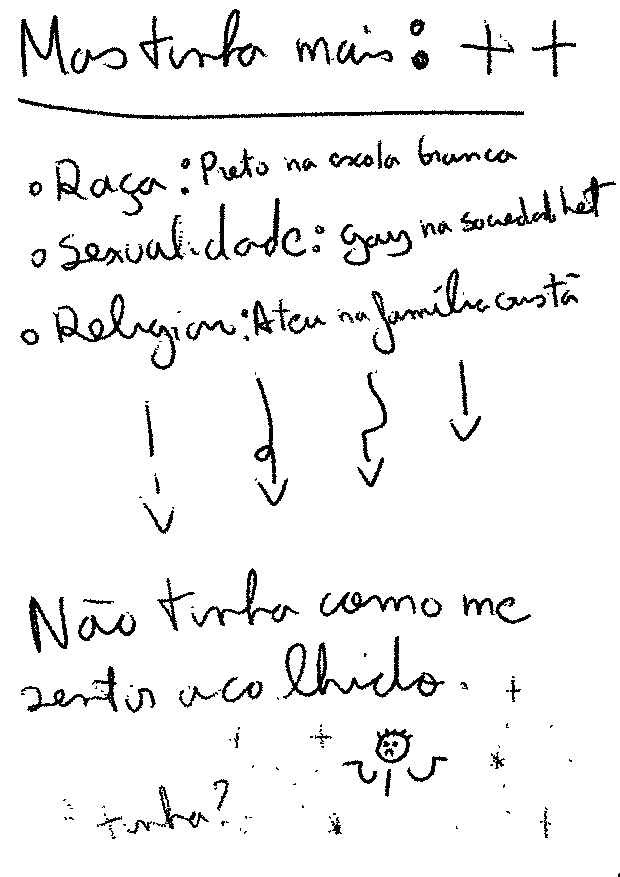 Mas tinha mais: ++
• Raça: Preto na escola branca
• Sexualidade: gay na sociedade het
• Religion: Ateu na família cristã
Não tinha como me
sentir acolhido.
tinha?